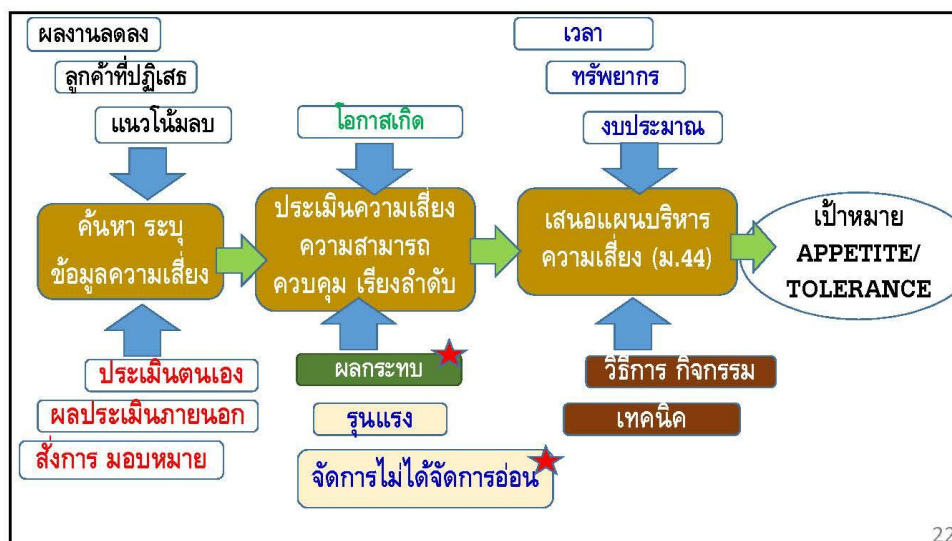 ผลงานลดลง
ลูกค้าที่ปฏิเสธ
แนวโน้มลบ
โอกาสเกิด
เวลา
ทรัพยากร
งบประมาณ
ค้นหา ระบุ
ข้อมูลความเสี่ยง
ประเมินความเสี่ยง
ความสามารถ
ควบคุม เรียงลำดับ
เสนอแผนบริหาร
ความเสี่ยง (ม.44)
เป้าหมาย
APPETITE/
TOLERANCE
ประเมินตนเอง
ผลประเมินภายนอก
สั่งการ มอบหมาย
ผลกระทบ
รุนแรง
จัดการไม่ได้จัดการอ่อน
วิธีการ กิจกรรม
เทคนิค
22